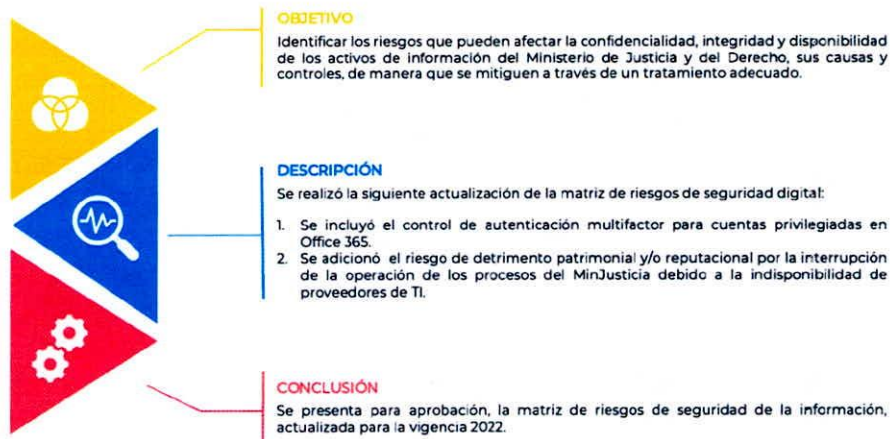 OBJETIVO
Identificar los riesgos que pueden afectar la confidencialidad, integridad y disponibilidad
de los activos de información del Ministerio de Justicia y del Derecho, sus causas y
controles, de manera que se mitiguen a través de un tratamiento adecuado.
DESCRIPCIÓN
Se realizó la siguiente actualización de la matriz de riesgos de seguridad digital:
1. Se incluyó el control de autenticación multifactor para cuentas privilegiadas en
Office 365.
2. Se adicionó el riesgo de detrimento patrimonial y/o reputacional por la interrupción
de la operación de los procesos del MinJusticia debido a la indisponibilidad de
proveedores de TI.
CONCLUSIÓN
Se presenta para aprobación, la matriz de riesgos de seguridad de la información,
actualizada para la vigencia 2022.